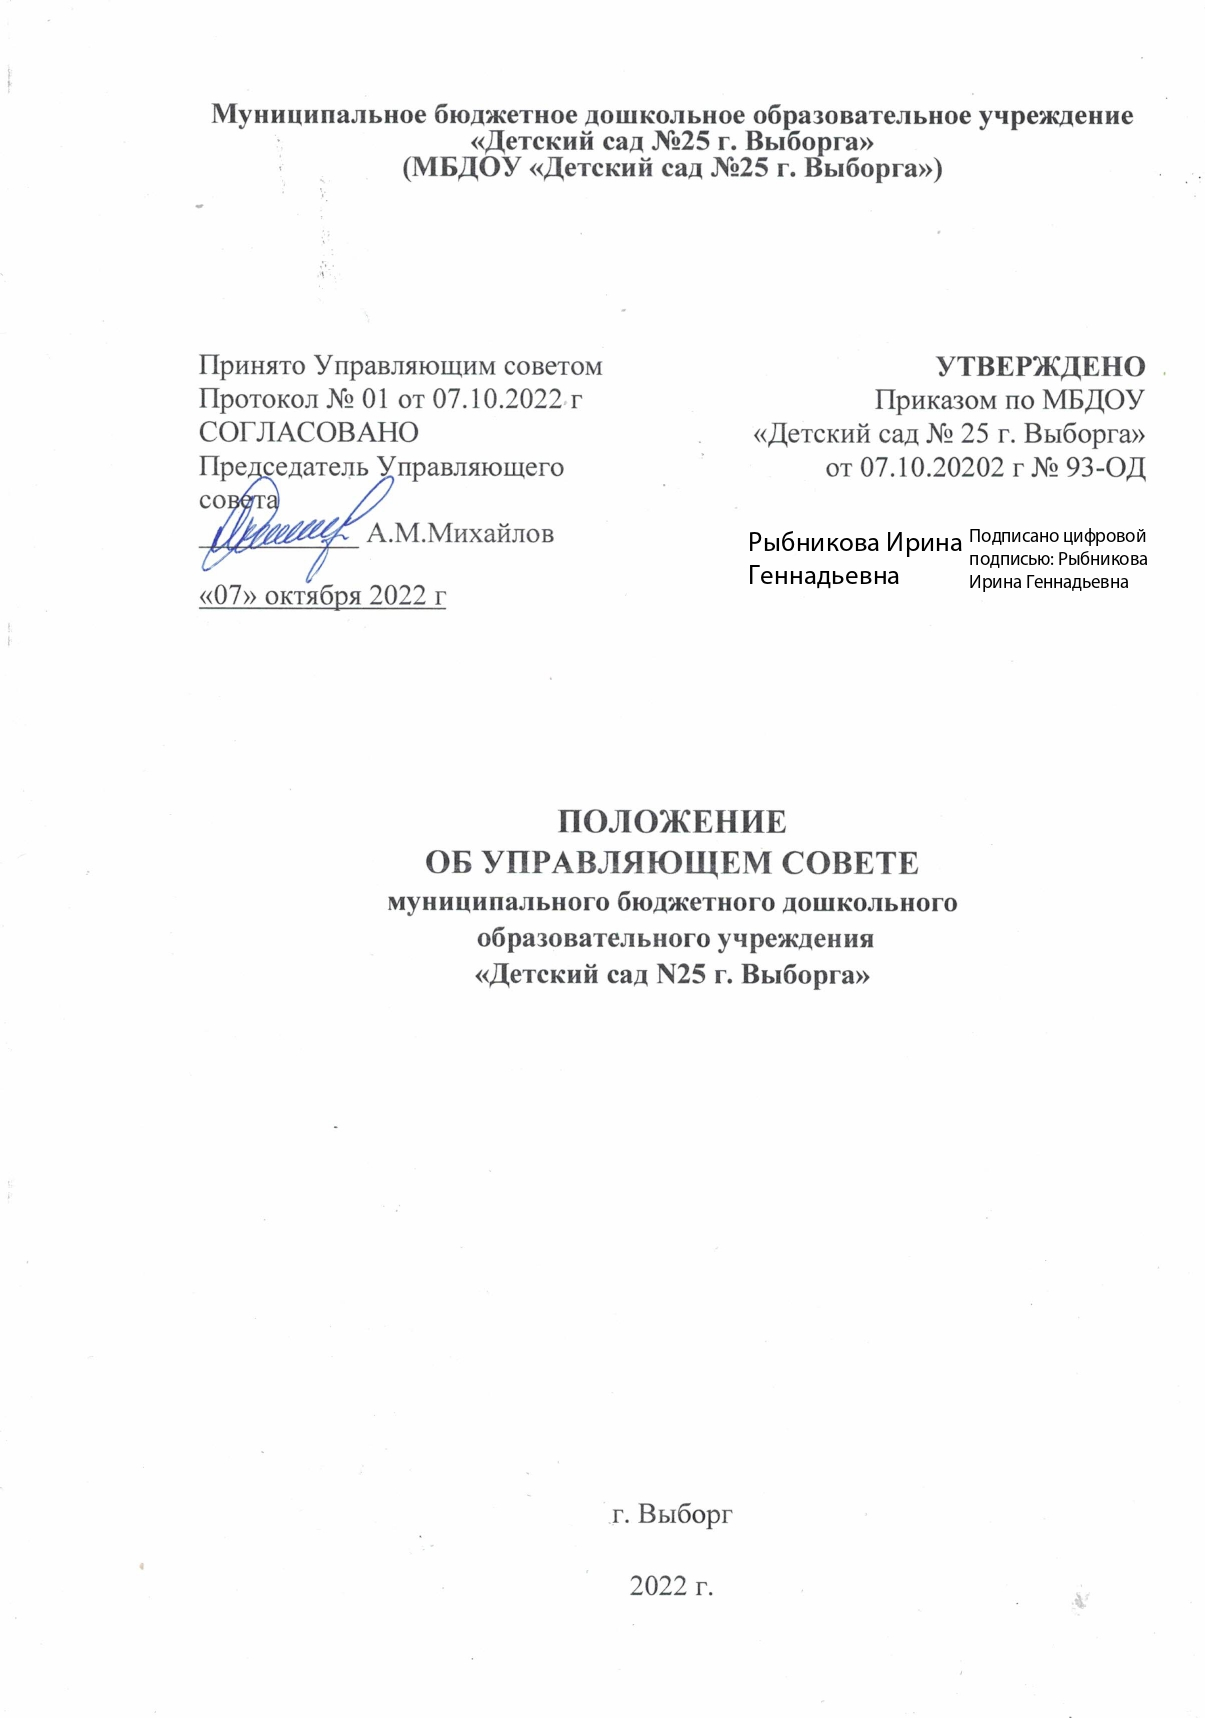 Муниципальное бюджетное дошкольное образовательное учреждение
«Детский сад №25 г. Выборга»
(МБДОУ «Детский сад №25 г. Выборга»)
Принято Управляющим советом
Протокол № 01 от 07.10.2022 г
СОГЛАСОВАНО
Председатель Управляющего
совета
___________ А.М.Михайлов
«07» октября 2022 г
УТВЕРЖДЕНО
Приказом по МБДОУ
«Детский сад № 25 г. Выборга»
от 07.10.20202 г № 93-ОД
Рыбникова Ирина
Геннадьевна
Подписано цифровой
подписью: Рыбникова
Ирина Геннадьевна
ПОЛОЖЕНИЕ
ОБ УПРАВЛЯЮЩЕМ СОВЕТЕ
муниципального бюджетного дошкольного
образовательного учреждения
«Детский сад N25 г. Выборга»
г. Выборг
2022 г.